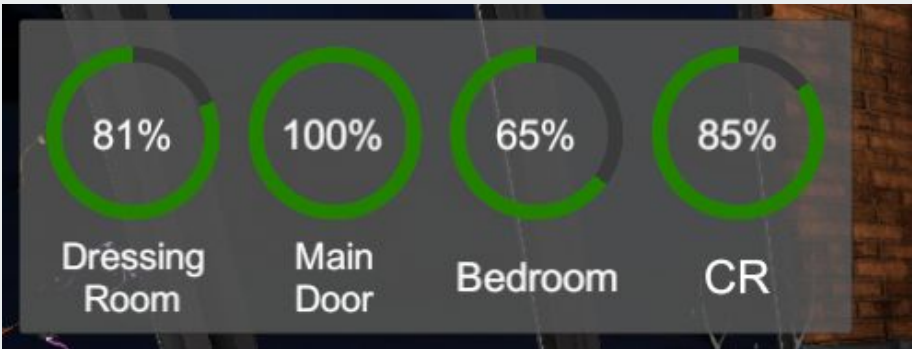 81%
100%
65%
85%
Dressing
Room
Main
Door
Bedroom
CR